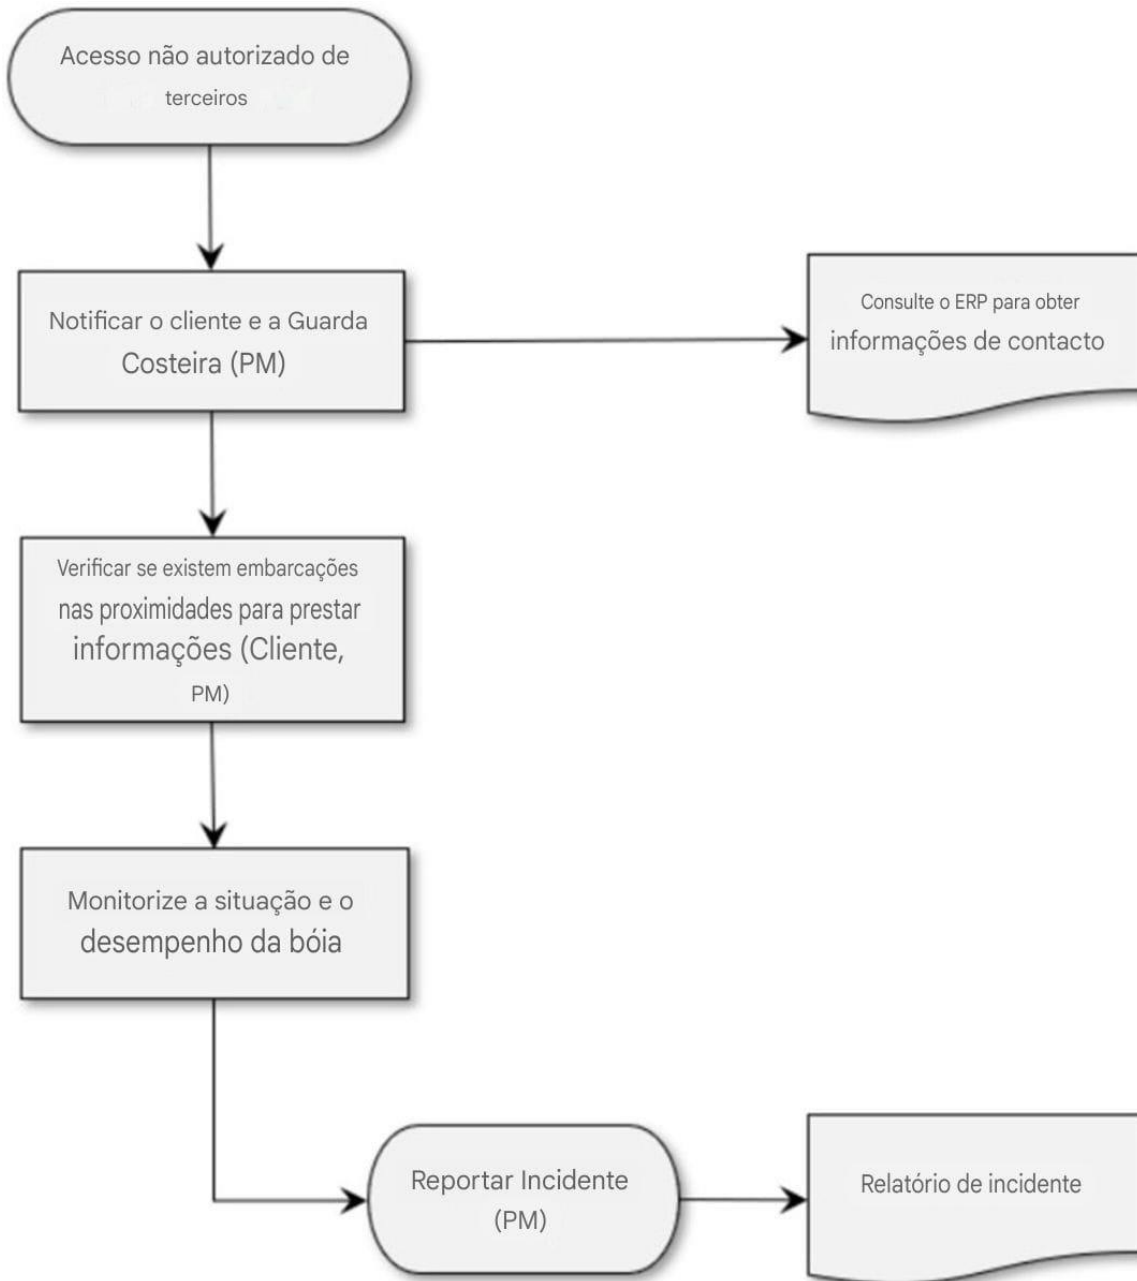 Acesso não autorizado de
terceiros
Notificar o cliente e a Guarda
Costeira (PM)
Consulte o ERP para obter
informações de contacto
Verificar se existem embarcações
nas proximidades para prestar
informações (Cliente,
PM)
Monitorize a situação e o
desempenho da bóia
Reportar Incidente
(PM)
Relatório de incidente